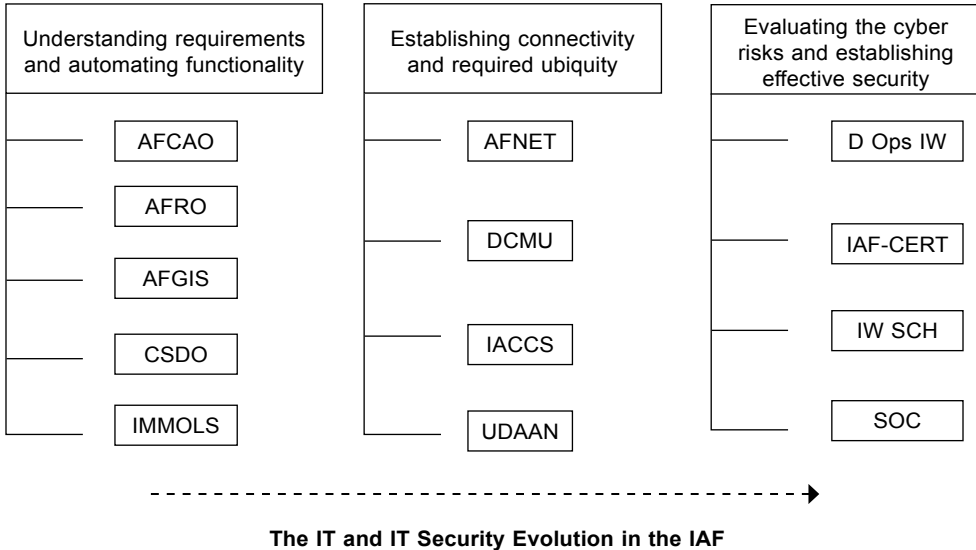 Understanding requirements
and automating functionality
AFCAO
AFRO
AFGIS
CSDO
IMMOLS
Establishing connectivity
and required ubiquity
AFNET
DCMU
IACCS
UDAAN
Evaluating the cyber
risks and establishing
effective security
D Ops IW
IAF-CERT
IW SCH
SOC
The IT and IT Security Evolution in the IAF